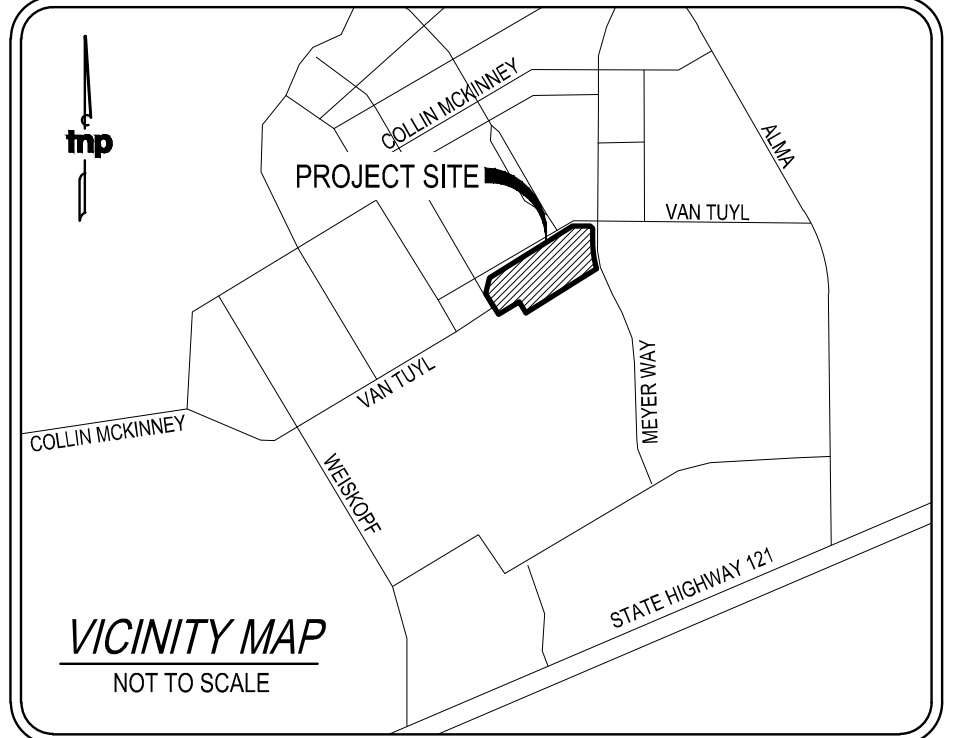 tnp
COLLIN MCKINNEY
ALMA
PROJECT SITE
VAN TUYL
MEYER WAY
VAN TUYL
COLLIN MCKINNEY
WEISKOPF
STATE HIGHWAY 121
VICINITY MAP
NOT TO SCALE